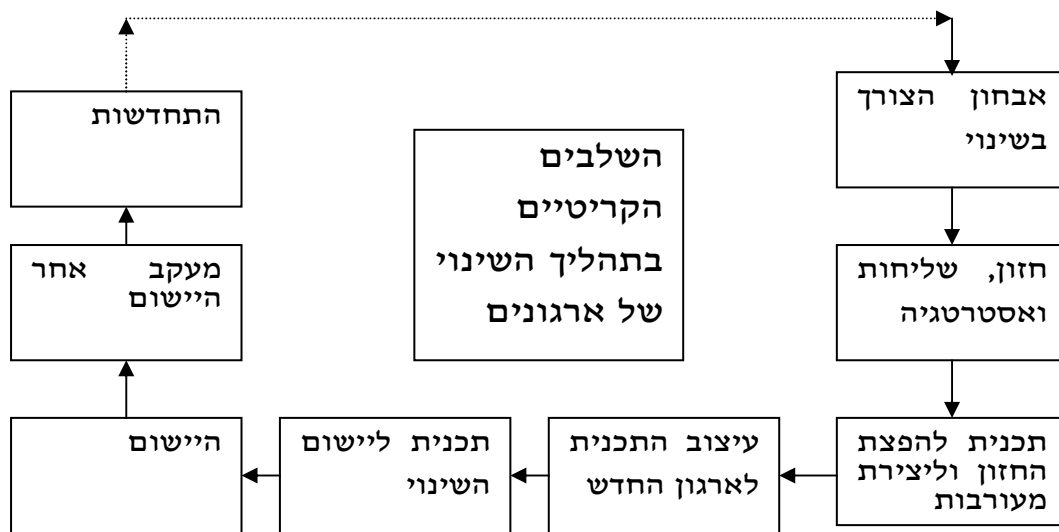 אבחון הצורך
בשינוי
חזון, שליחות
ואסטרטגיה
תכנית להפצת
החזון וליצירת
מעורבות
עיצוב התכנית
לארגון החדש
תכנית ליישום
השינוי
היישום
מעקב אחר
היישום
התחדשות
השלבים
הקריטיים
בתהליך השינוי
של ארגונים